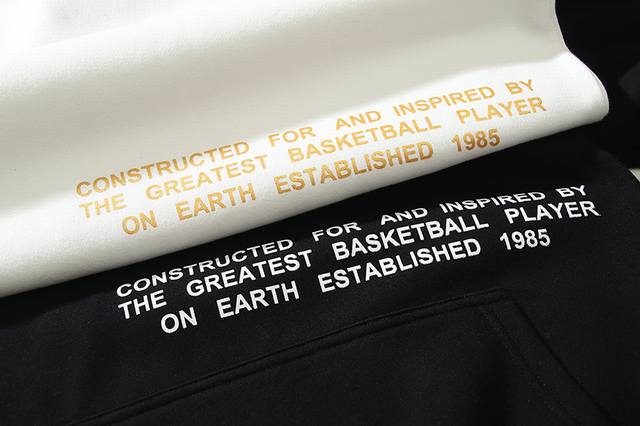 CONSTRUCTED FOR AND INSPIRED BY
THE GREATEST BASKETBALL PLAYER
ON EARTH ESTABLISHED 1985
CONSTRUCTED FOR AND INSPIRED BY
THE GREATEST BASKETBALL PLAYER
ON EARTH ESTABLISHED 1985